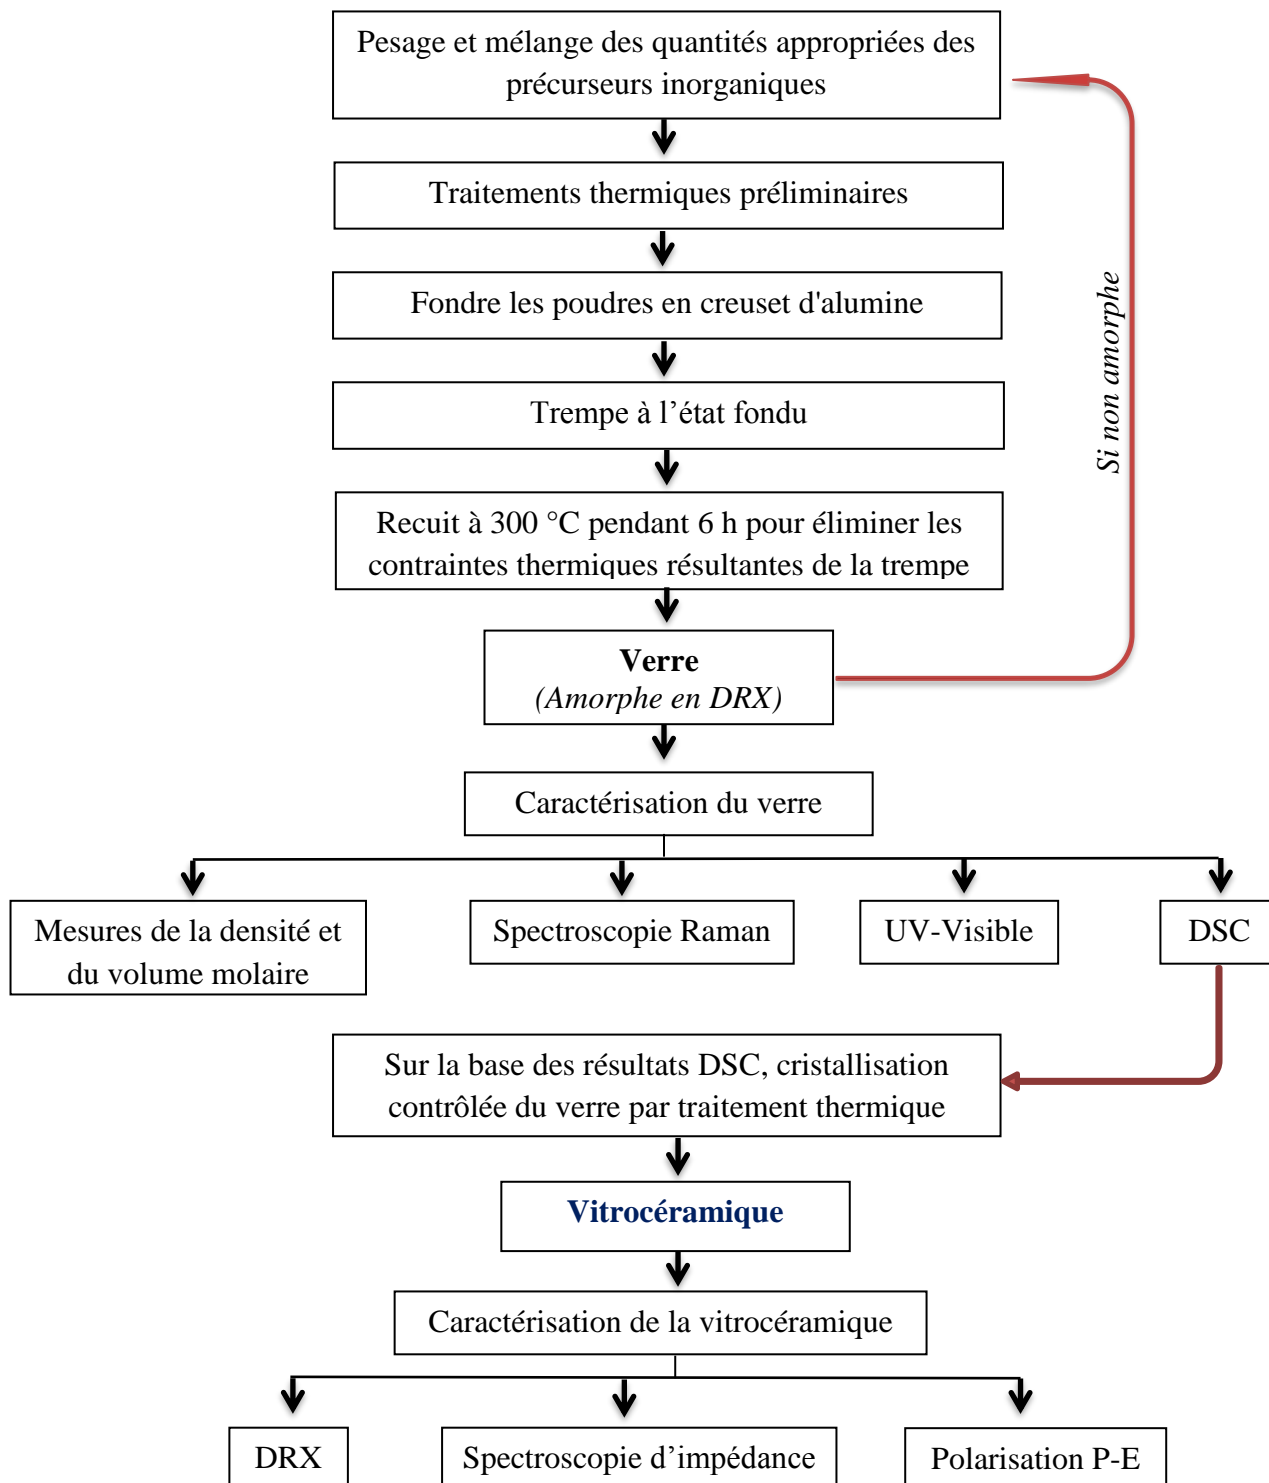 Pesage et mélange des quantités appropriées des
précurseurs inorganiques
Traitements thermiques préliminaires
Fondre les poudres en creuset d'alumine
Trempe à l’état fondu
Si non amorphe
Recuit à 300 °C pendant 6 h pour éliminer les
contraintes thermiques résultantes de la trempe
Verre
(Amorphe en DRX)
Caractérisation du verre
Mesures de la densité et
du volume molaire
Spectroscopie Raman
UV-Visible
DSC
Sur la base des résultats DSC, cristallisation
contrôlée du verre par traitement thermique
Vitrocéramique
Caractérisation de la vitrocéramique
DRX
Spectroscopie d’impédance
Polarisation P-E